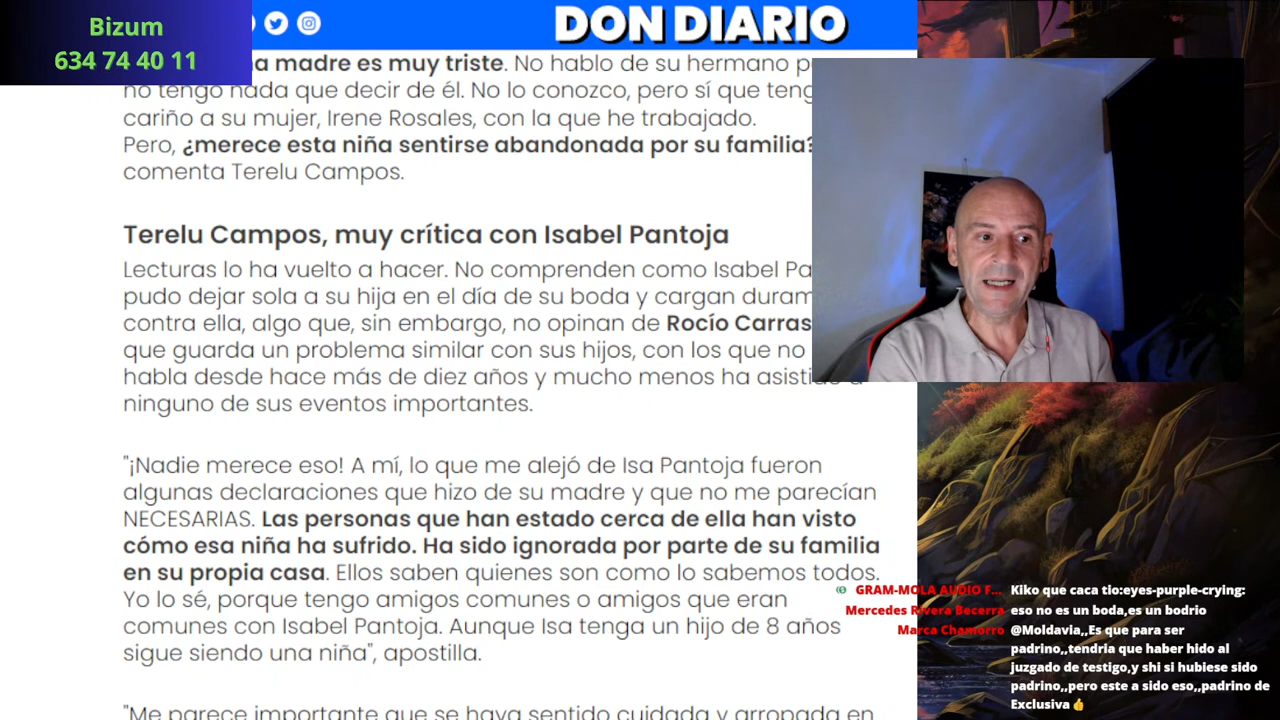 Bizum
634 74 40 11
DON DIARIO
a madre es muy triste. No hablo de su hermano
no tengo nada que decir de él. No lo conozco, pero sí que
cariño a su mujer, Irene Rosales, con la que he trabajado.
Pero, ¿merece esta niña sentirse abandonada por su familia?
comenta Terelu Campos.
Terelu Campos, muy crítica con Isabel Pantoja
Lecturas lo ha vuelto a hacer. No comprenden como Isabel
pudo dejar sola a su hija en el día de su boda y cargan
contra ella, algo que, sin embargo, no opinan de Rocío
que guarda un problema similar con sus hijos, con los que no
habla desde hace más de diez años y mucho menos ha
ninguno de sus eventos importantes.
"¡Nadie merece eso! A mí, lo que me alejó de Isa Pantoja fueron
algunas declaraciones que hizo de su madre y que no me parecían
NECESARIAS. Las personas que han estado cerca de ella han visto
cómo esa niña ha sufrido. Ha sido ignorada por parte de su familia
en su propia casa. Ellos saben quienes son como lo sabemos todos.
Yo lo sé, porque tengo amigos comunes o amigos que eran
comunes con Isabel Pantoja. Aunque Isa tenga un hijo de 8 años
sigue siendo una niña", apostilla.
"Me parece importante que se haya sentido cuidada y arropada en
GRAM-MOLA AUDIO F... Kiko que caca tio:eyes-purple-crying:
Mercedes Rivera Becerra eso no es un boda,es un bodrio
Marca Chamorro @Moldavia,,Es que para ser
padrino,,tendria que haber hido al
juzgado de testigo,y shi si hubiese sido
padrino,,pero este a sido eso,,padrino de
Exclusiva👍